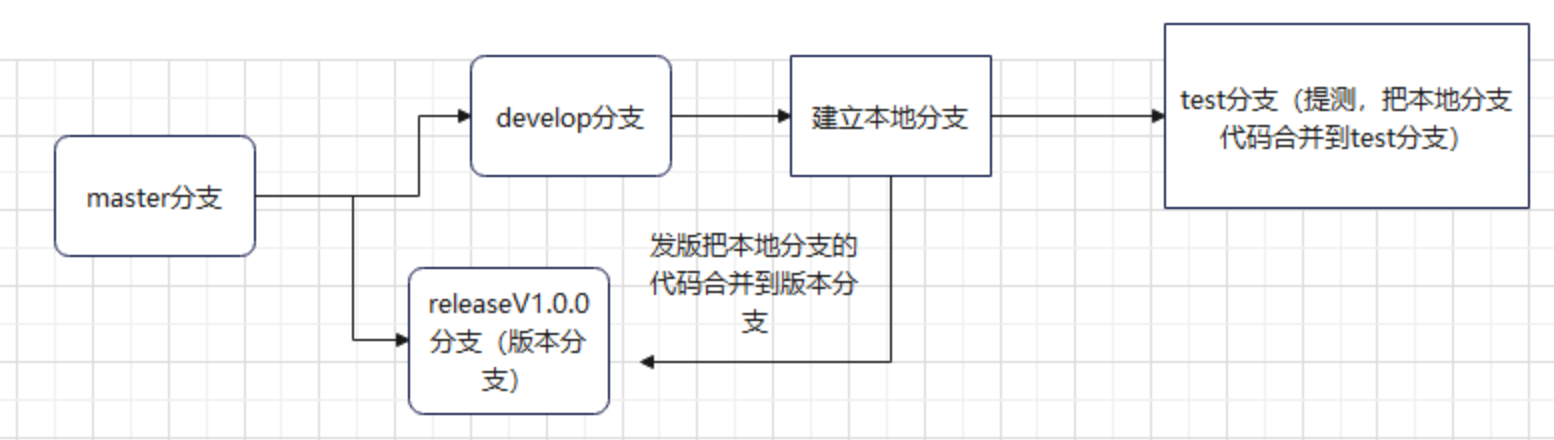 master分支
develop分支
建立本地分支
test分支（提测，把本地分支
代码合并到test分支）
releaseV1.0.0
分支（版本分
支）
发版把本地分支的
代码合并到版本分
支